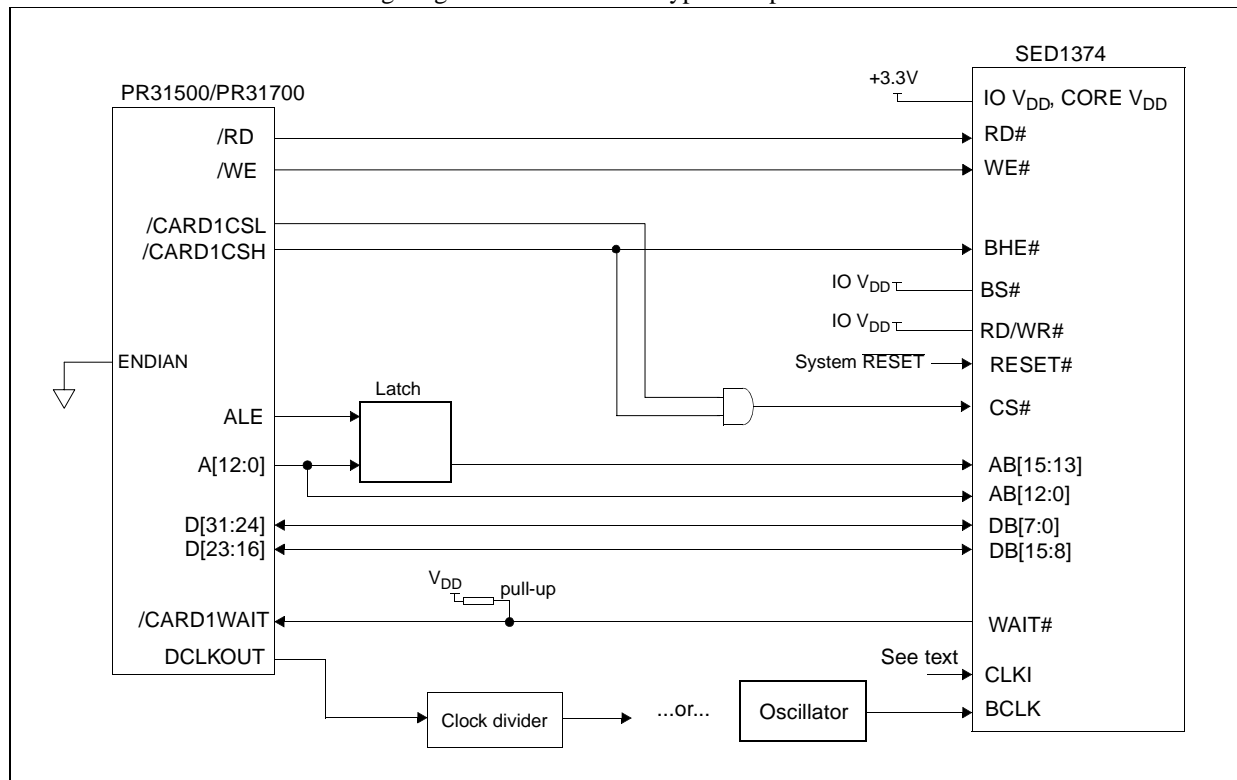 SED1374
+3.3V
PR31500/PR31700
IO VDD, CORE VDD
/RD
RD#
/WE
WE#
/CARD1CSL
/CARD1CSH
BHE#
IO VDD
BS#
IO VDD
RD/WR#
ENDIAN
System RESET
RESET#
Latch
ALE
CS#
A[12:0]
AB[15:13]
AB[12:0]
D[31:24]
DB[7:0]
D[23:16]
DB[15:8]
VDD
pull-up
/CARD1WAIT
WAIT#
DCLKOUT
See text
CLKI
Clock divider
...or...
Oscillator
BCLK